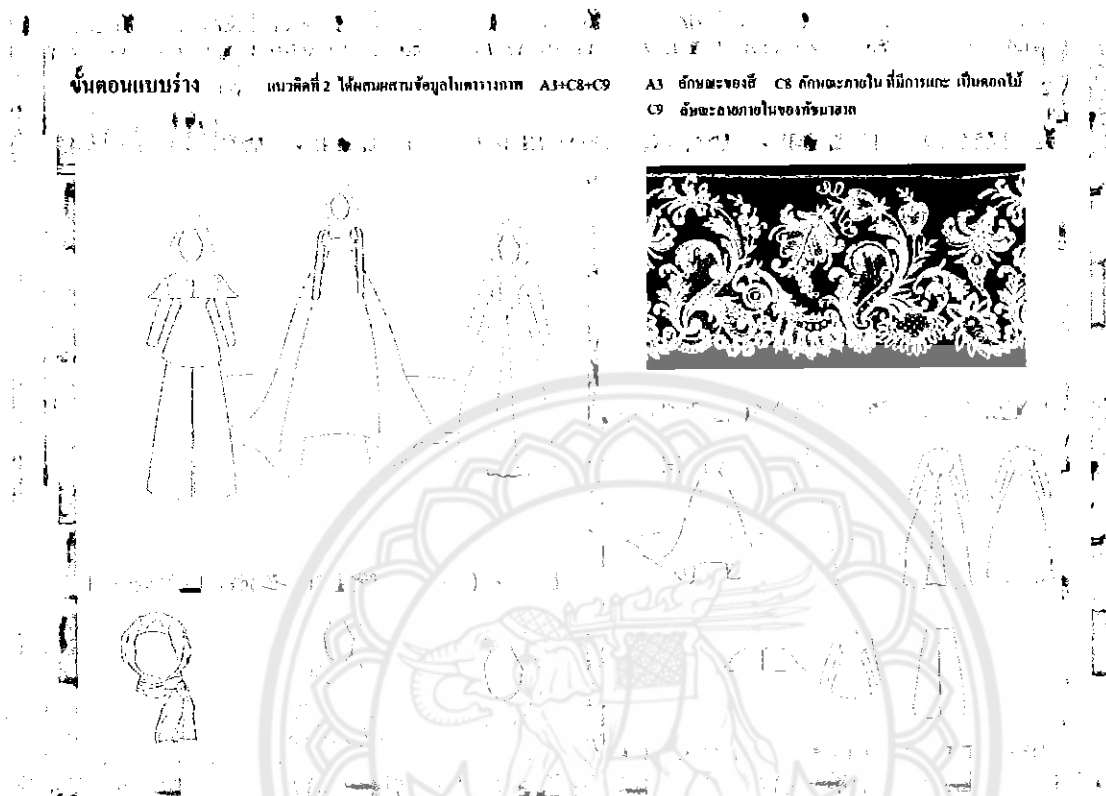 ขั้นตอนแบบร่าง
แนวคิดที่ 2 ได้ผสมผสานข้อมูลในตารางภาพ A3+C8+C9
A3 ลักษณะของสี C8 ลักษณะภายใน ที่มีการแกะ เป็นดอกไม้
C9 ลักษณะลายภายในของทัชมาฮาล